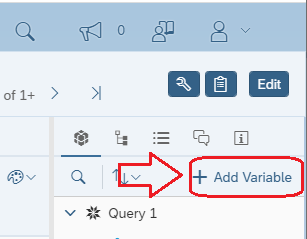 0
of 1+
Edit
Add Variable
Query 1